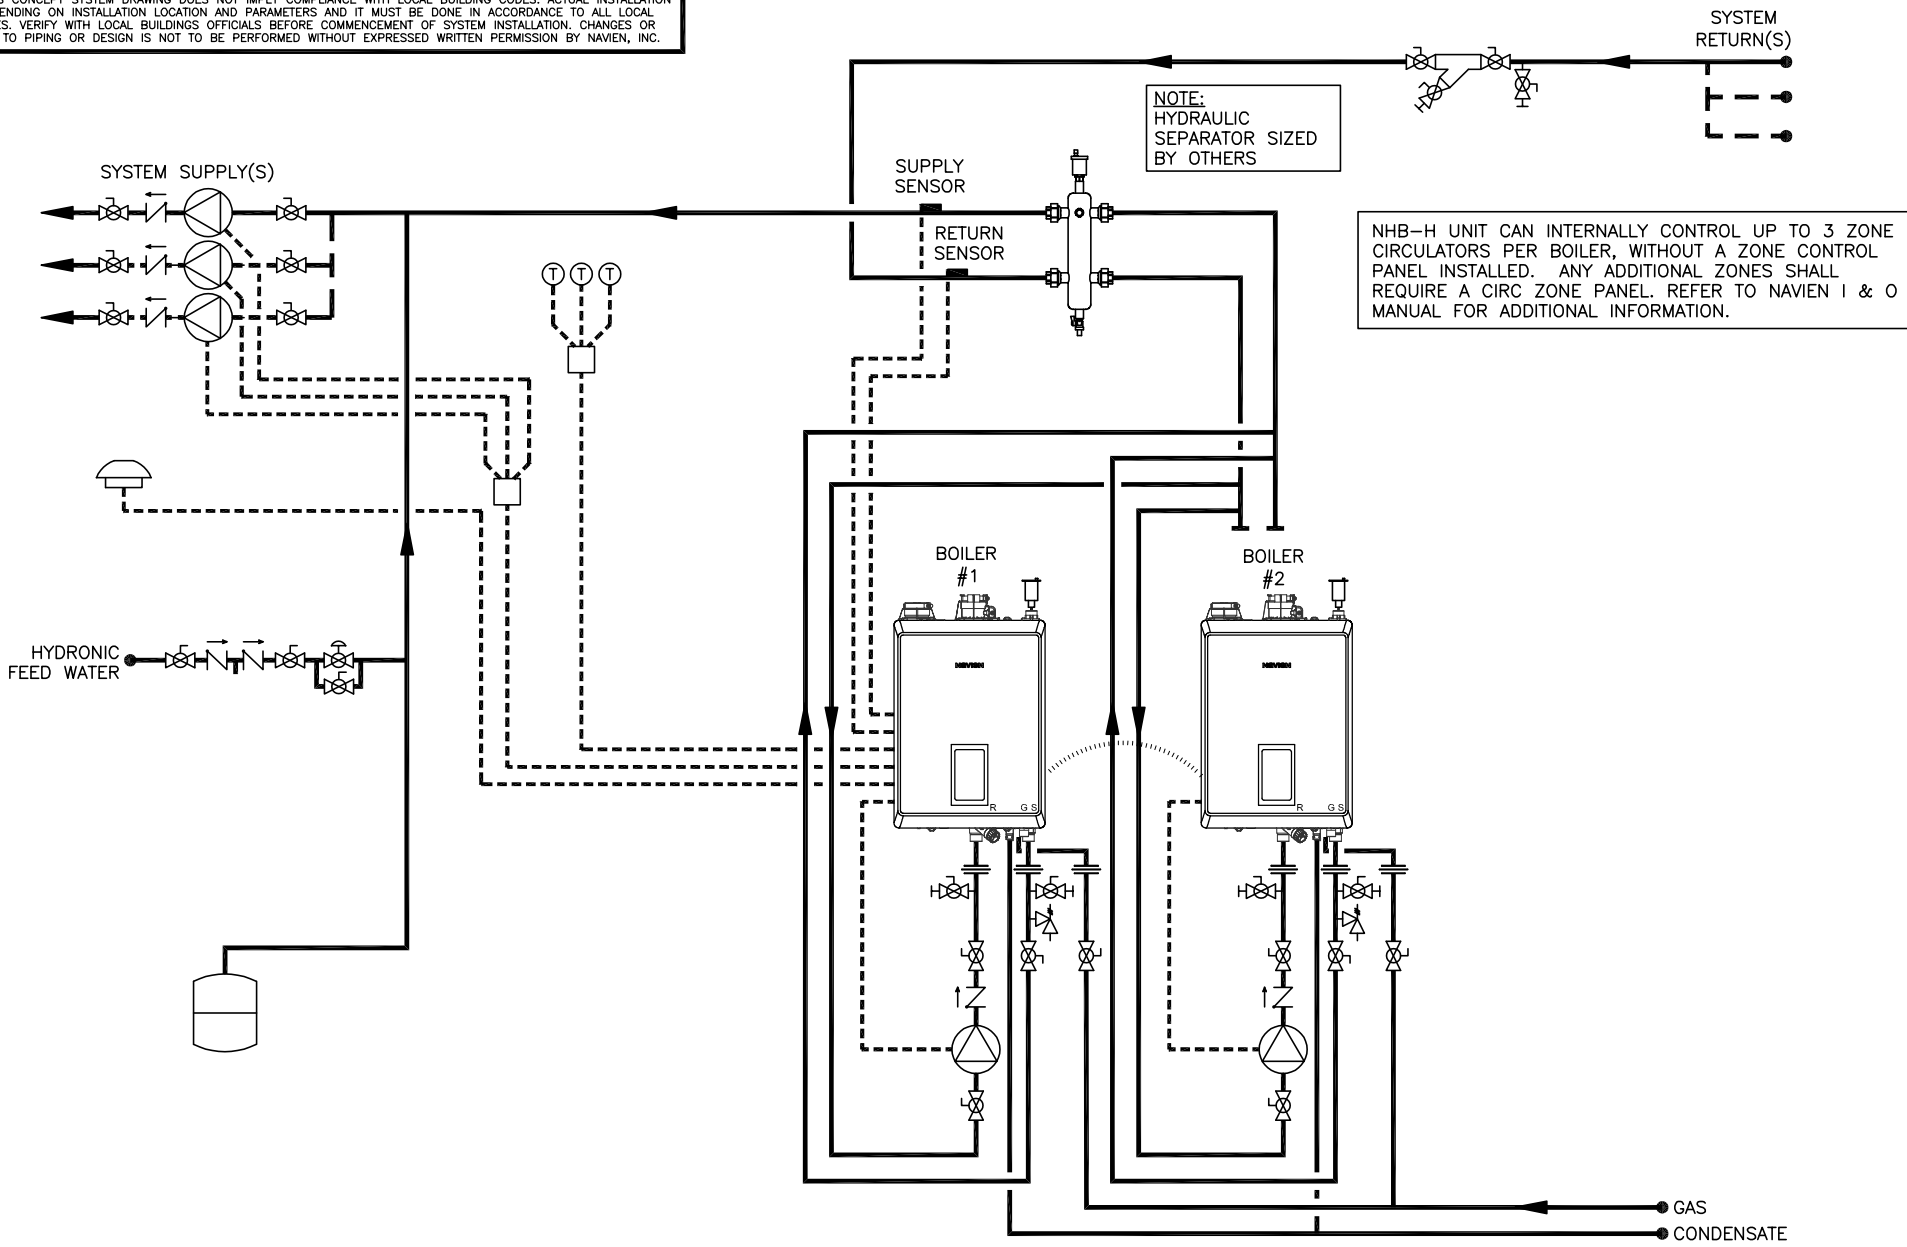 CONCEPT SYSTEM DRAWING DOES NOT IMPLY COMPLIANCE WITH LOCAL BUILDING CODES. ACTUAL INSTALLATION
ENDING ON INSTALLATION LOCATION AND PARAMETERS AND IT MUST BE DONE IN ACCORDANCE TO ALL LOCAL
ES. VERIFY WITH LOCAL BUILDINGS OFFICIALS BEFORE COMMENCEMENT OF SYSTEM INSTALLATION. CHANGES OR
TO PIPING OR DESIGN IS NOT TO BE PERFORMED WITHOUT EXPRESSED WRITTEN PERMISSION BY NAVIEN, INC.
SYSTEM
RETURN(S)
NOTE:
HYDRAULIC
SEPARATOR SIZED
BY OTHERS
SYSTEM SUPPLY(S)
SUPPLY
SENSOR
RETURN
SENSOR
NHB-H UNIT CAN INTERNALLY CONTROL UP TO 3 ZONE
CIRCULATORS PER BOILER, WITHOUT A ZONE CONTROL
PANEL INSTALLED. ANY ADDITIONAL ZONES SHALL
REQUIRE A CIRC ZONE PANEL. REFER TO NAVIEN I & O
MANUAL FOR ADDITIONAL INFORMATION.
T T T
BOILER
#1
BOILER
#2
HYDRONIC
FEED WATER
NAVIEN
NAVIEN
R G S
R G S
GAS
CONDENSATE